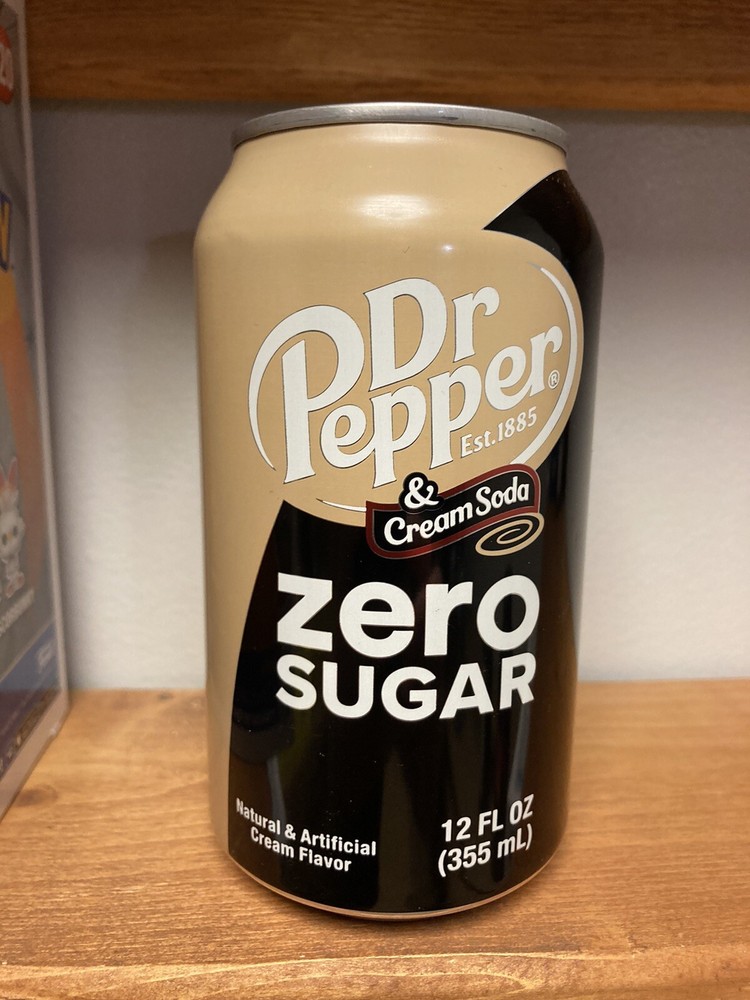 Dr
Pepper®
Est.1885
&
Cream Soda
zero
SUGAR
Natural & Artificial
Cream Flavor
12 FL OZ
(355 mL)